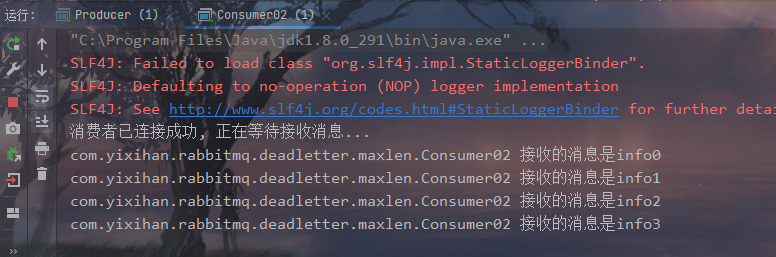 运行: Producer (1) Consumer02 (1)
"C:\Program Files\Java\jdk1.8.0_291\bin\java.exe" ...
SLF4J: Failed to load class "org.slf4j.impl.StaticLoggerBinder".
SLF4J: Defaulting to no-operation (NOP) logger implementation
SLF4J: See http://www.slf4j.org/codes.html#StaticLoggerBinder for further detai
消费者已连接成功, 正在等待接收消息...
com.yixihan.rabbitmq.deadletter.maxlen.Consumer02 接收的消息是info0
com.yixihan.rabbitmq.deadletter.maxlen.Consumer02 接收的消息是info1
com.yixihan.rabbitmq.deadletter.maxlen.Consumer02 接收的消息是info2
com.yixihan.rabbitmq.deadletter.maxlen.Consumer02 接收的消息是info3